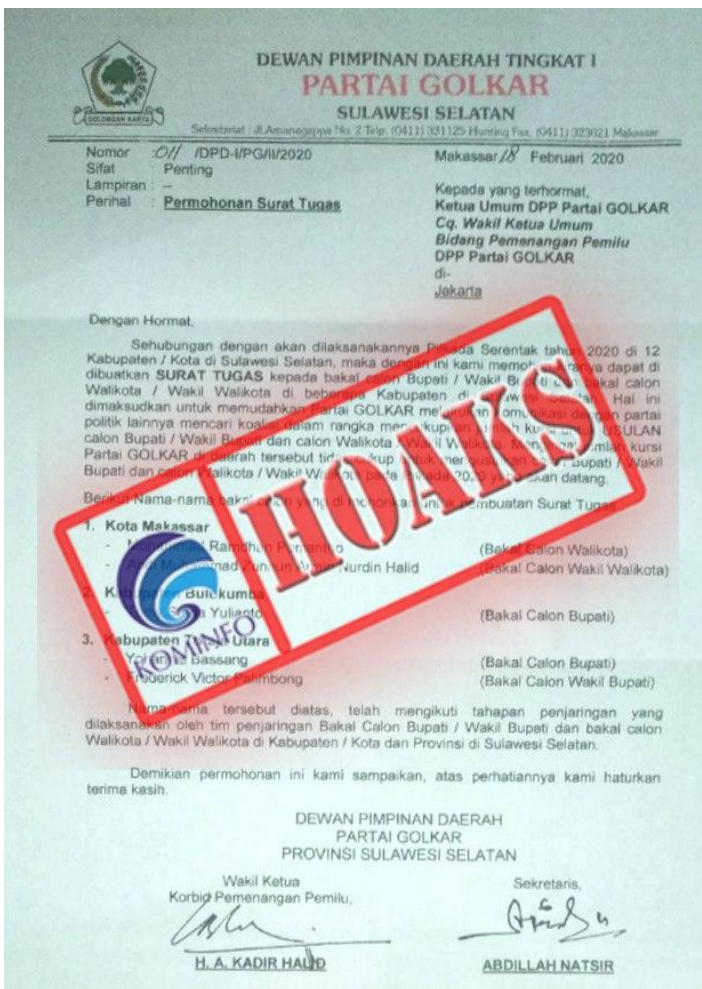 DEWAN PIMPINAN DAERAH TINGKAT I
PARTAI GOLKAR
SULAWESI SELATAN
GOLONGAN KARYA
Sekretariat : Jl.Amanagappa No. 2 Telp. (0411) 331125 Hunting Fax. (0411) 323021 Makassar
Nomor : 011 /DPD-I/PG/II/2020
Sifat : Penting
Lampiran : --
Perihal : Permohonan Surat Tugas
Makassar, 18 Februari 2020
Kepada yang terhormat,
Ketua Umum DPP Partai GOLKAR
Cq. Wakil Ketua Umum
Bidang Pemenangan Pemilu
DPP Partai GOLKAR
di-
Jakarta
Dengan Hormat,
Sehubungan dengan akan dilaksanakannya Pilkada Serentak tahun 2020 di 12
Kabupaten / Kota di Sulawesi Selatan, maka dengan ini kami memohon dapat di
dibuatkan SURAT TUGAS kepada bakal calon Bupati / Wakil Bupati dan bakal calon
Walikota / Wakil Walikota di beberapa Kabupaten Hal ini
dimaksudkan untuk memudahkan Partai GOLKAR melakukan komunikasi dengan partai
politik lainnya mencari koalisi dalam rangka USULAN
calon Bupati / Wakil Bupati dan calon Walikota / Wakil Walikota. jumlah kursi
Partai GOLKAR di daerah tersebut untuk Bupati / Wakil
Bupati dan calon Walikota / Wakil Walikota pada 2020 yang akan datang.
Berikut Nama-nama bakal calon yang di mohonkan untuk pembuatan Surat Tugas
1. Kota Makassar
- Ramdhan (Bakal Calon Walikota)
- Nurdin Halid (Bakal Calon Wakil Walikota)
2. Kabupaten Bulukumba
- Yulianto (Bakal Calon Bupati)
3. Kabupaten Utara
- Bassang (Bakal Calon Bupati)
- Frederick Victor Palimbong (Bakal Calon Wakil Bupati)
HOAKS
KOMINFO
Nama-nama tersebut diatas, telah mengikuti tahapan penjaringan yang
dilaksanakan oleh tim penjaringan Bakal Calon Bupati / Wakil Bupati dan bakal calon
Walikota / Wakil Walikota di Kabupaten / Kota dan Provinsi di Sulawesi Selatan.
Demikian permohonan ini kami sampaikan, atas perhatiannya kami haturkan
terima kasih.
DEWAN PIMPINAN DAERAH
PARTAI GOLKAR
PROVINSI SULAWESI SELATAN
Wakil Ketua
Korbid Pemenangan Pemilu,
Sekretaris,
H. A. KADIR HALID
ABDILLAH NATSIR